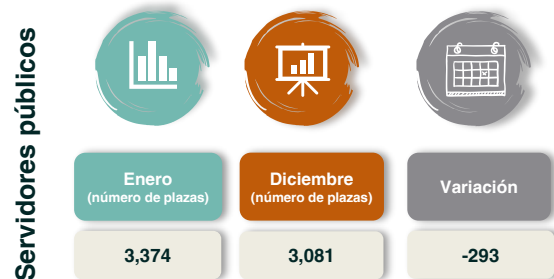 Servidores públicos
Enero
(número de plazas)
Diciembre
(número de plazas)
Variación
3,374
3,081
-293